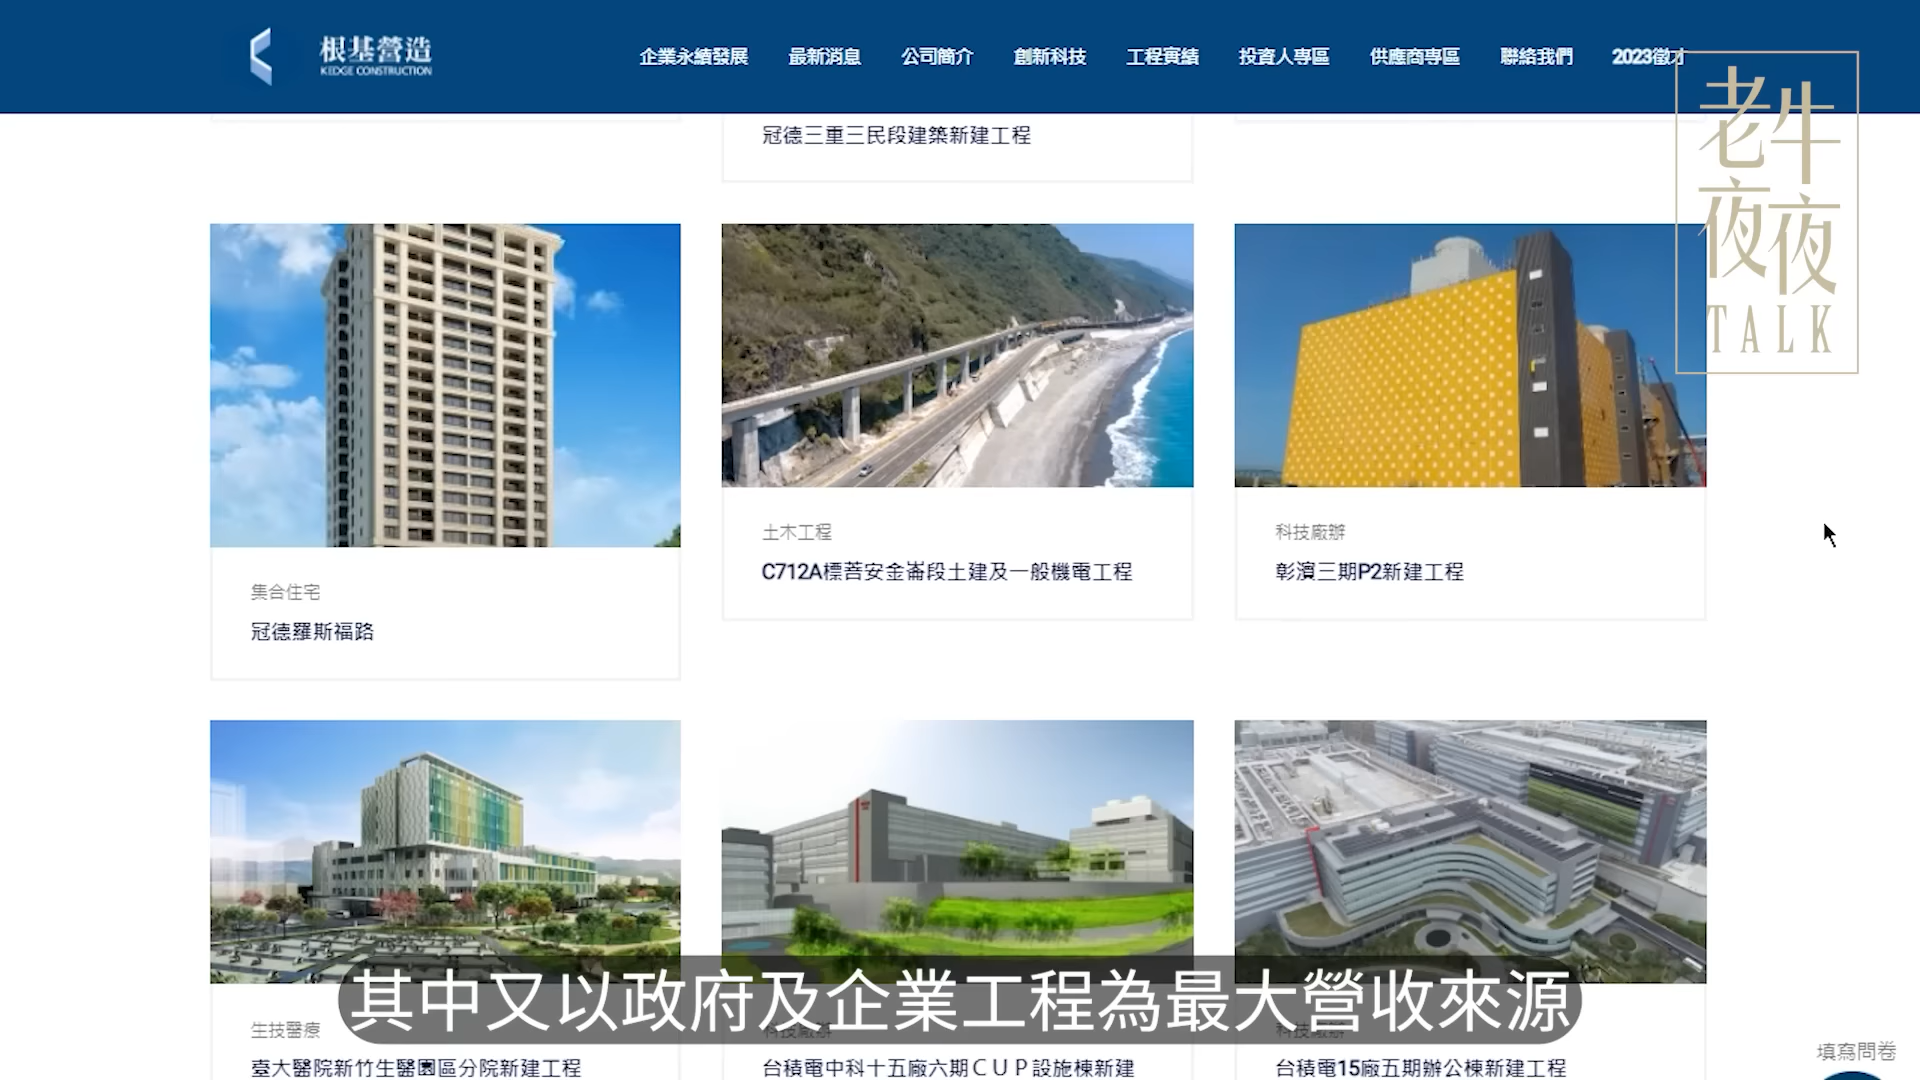 根基營造
KEDGE CONSTRUCTION
企業永續發展 最新消息 公司簡介 創新科技 工程實績 投資人專區 供應商專區 聯絡我們 2023徵才
老牛
夜夜
TALK
冠德三重三民段建築新建工程
集合住宅
冠德羅斯福路
土木工程
C712A標菩安金崙段土建及一般機電工程
科技廠辦
彰濱三期P2新建工程
生技醫療
臺大醫院新竹生醫園區分院新建工程
科技廠辦
台積電中科十五廠六期CUP設施棟新建
科技廠辦
台積電15廠五期辦公棟新建工程
其中又以政府及企業工程為最大營收來源
填寫問卷